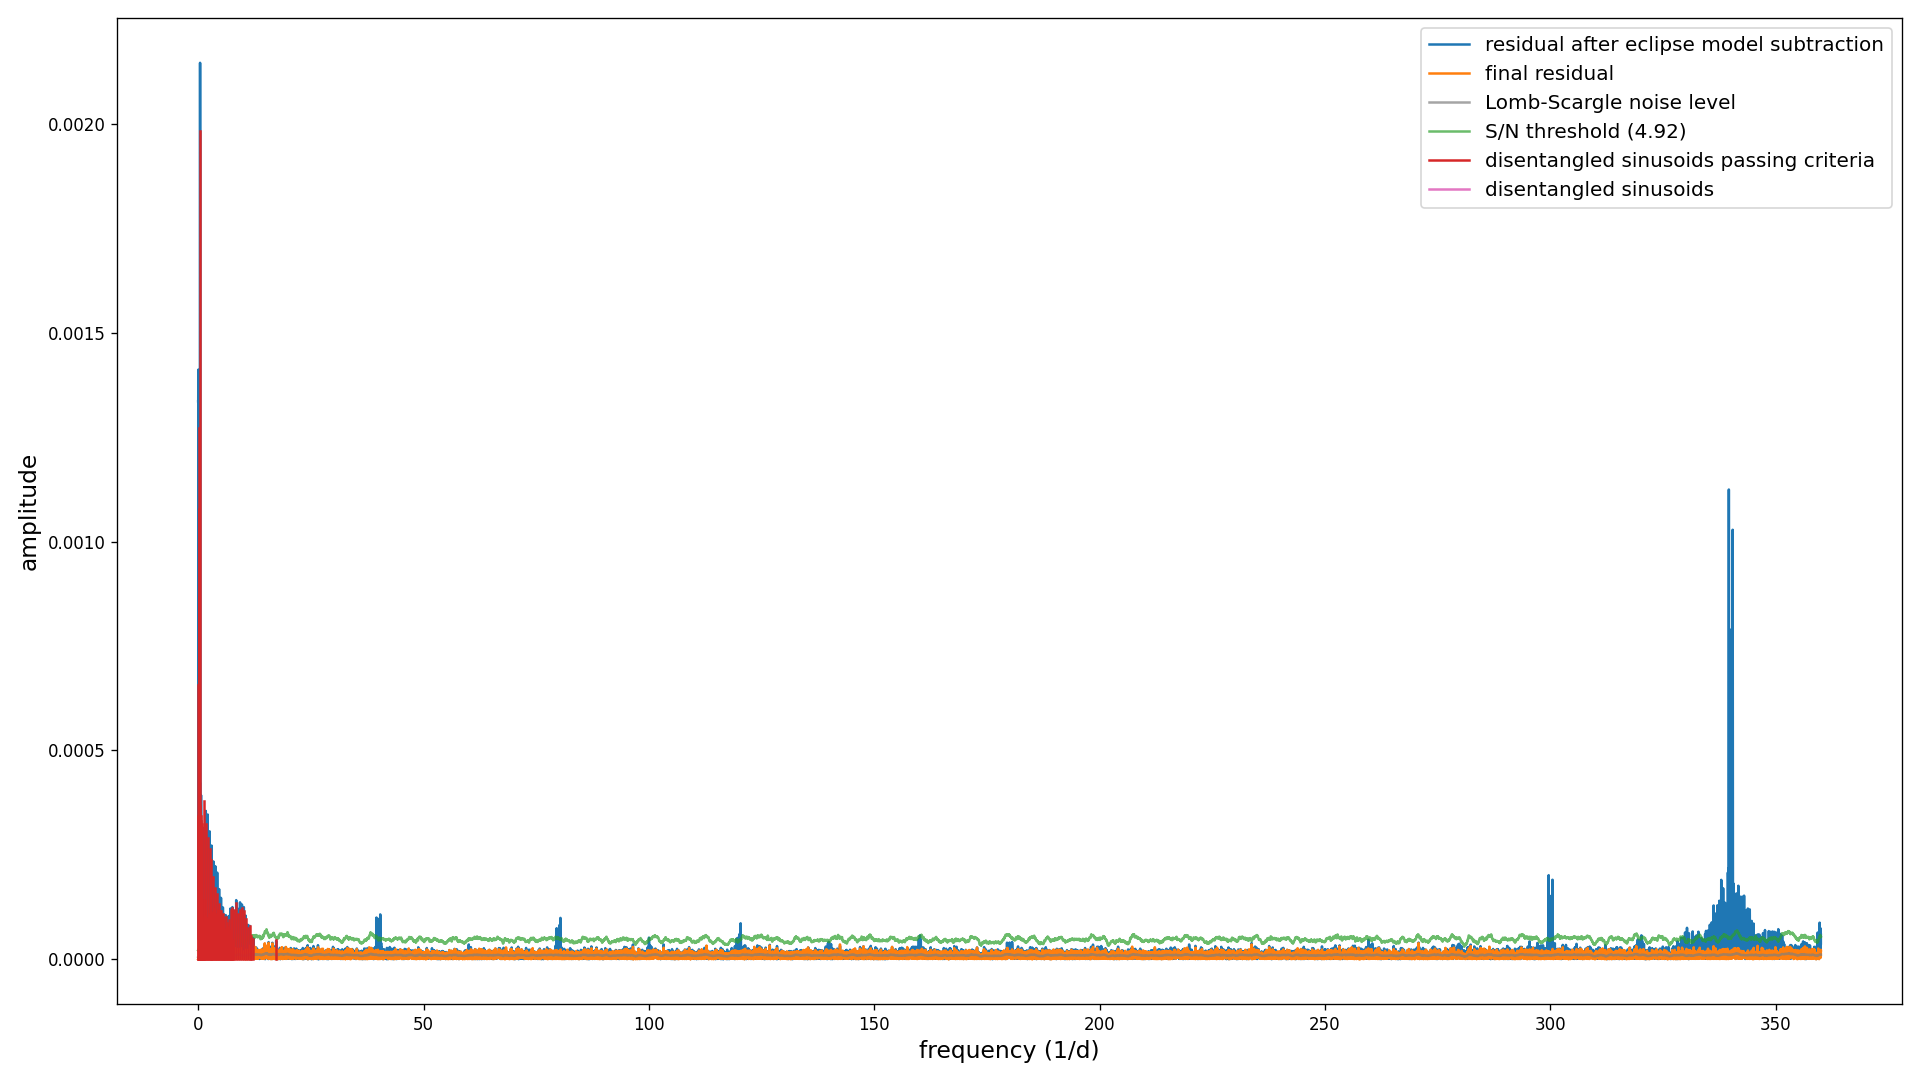 residual after eclipse model subtraction
final residual
Lomb-Scargle noise level
S/N threshold (4.92)
disentangled sinusoids passing criteria
disentangled sinusoids
0.0020
0.0015
0.0010
0.0005
0.0000
amplitude
0 50 100 150 200 250 300 350
frequency (1/d)